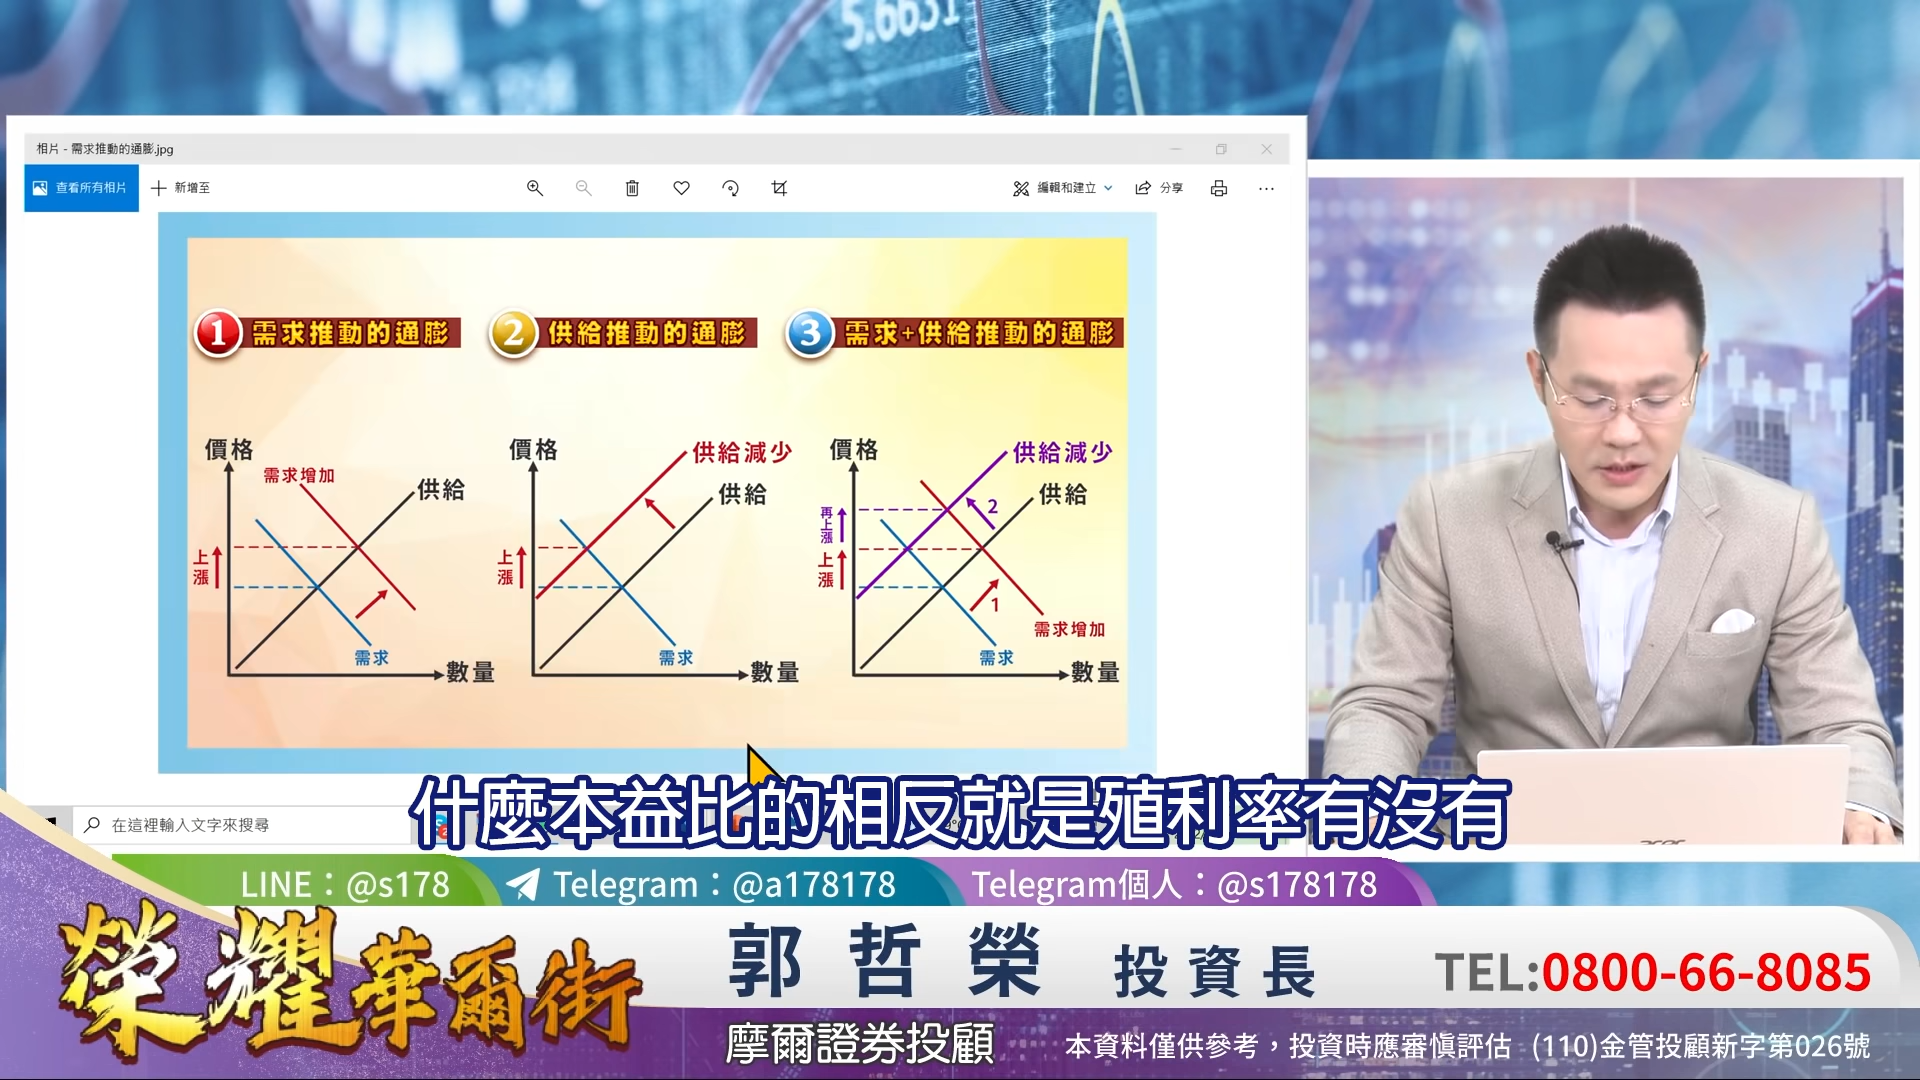 5.6631
相片 - 需求推動的通膨.jpg
查看所有相片
新增至
編輯和建立
分享
1 需求推動的通膨
2 供給推動的通膨
3 需求+供給推動的通膨
價格
需求增加
供給
上漲
需求
數量
價格
供給減少
供給
上漲
需求
數量
價格
供給減少
供給
再上漲
2
上漲
1
需求增加
需求
數量
在這裡輸入文字來搜尋
什麼本益比的相反就是殖利率有沒有
acer
LINE：@s178
Telegram：@a178178
Telegram個人：@s178178
榮耀華爾街
郭哲榮 投資長
TEL:0800-66-8085
摩爾證券投顧
本資料僅供參考，投資時應審慎評估 (110)金管投顧新字第026號